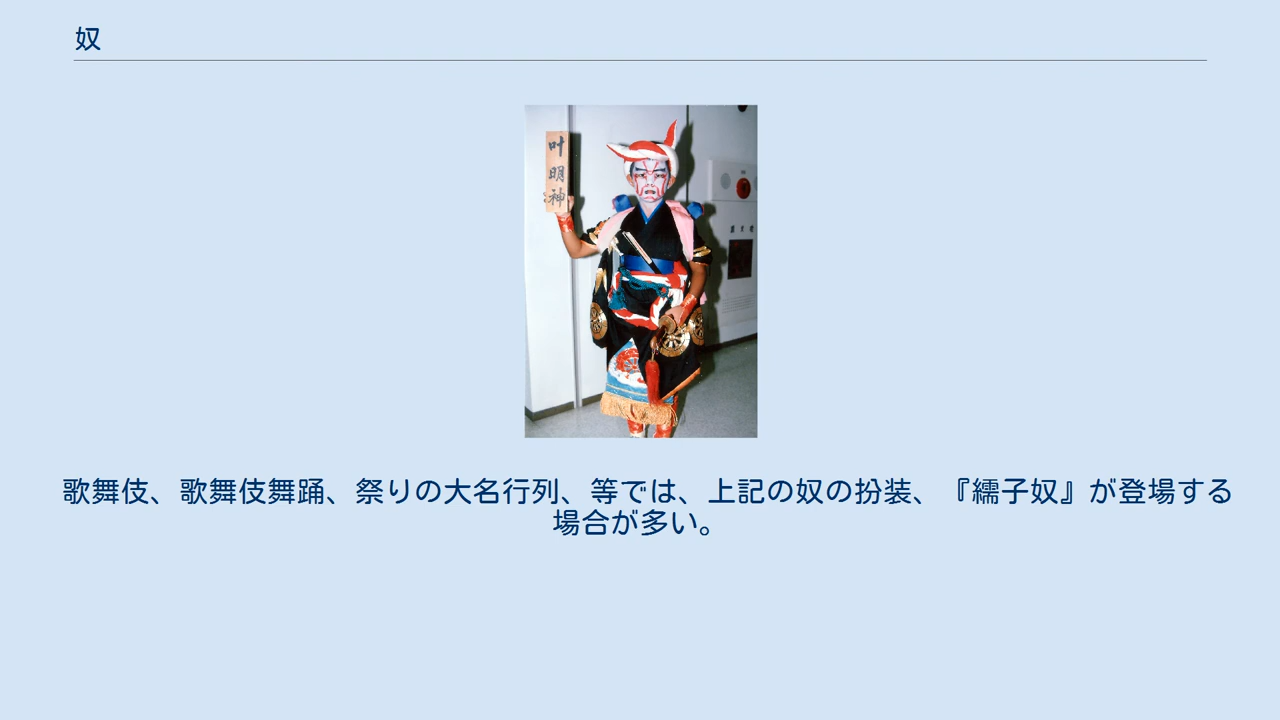 奴
叶明神
歌舞伎、歌舞伎舞踊、祭りの大名行列、等では、上記の奴の扮装、『繻子奴』が登場する
場合が多い。